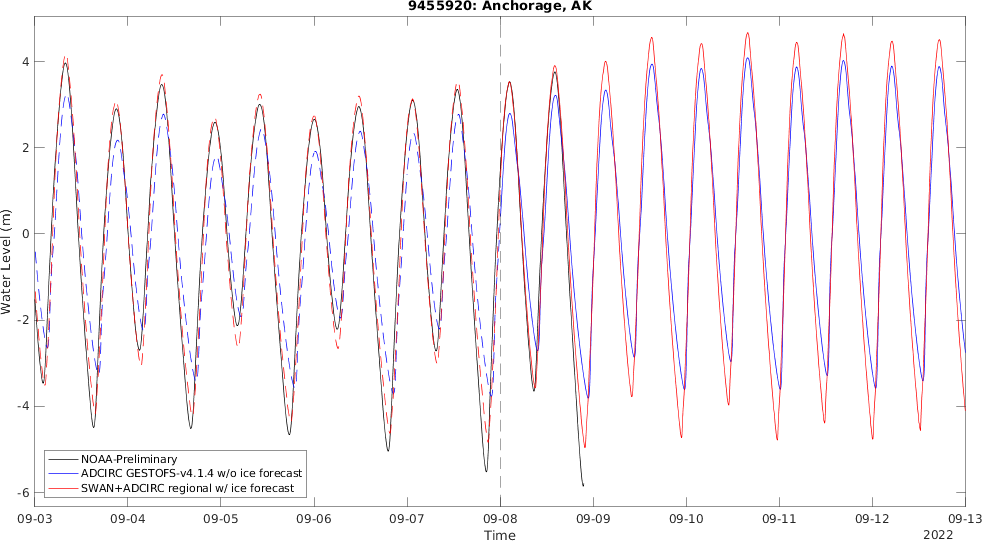 9455920: Anchorage, AK
Water Level (m)
4
2
0
-2
-4
-6
NOAA-Preliminary
ADCIRC GESTOFS-v4.1.4 w/o ice forecast
SWAN+ADCIRC regional w/ ice forecast
09-03 09-04 09-05 09-06 09-07 09-08 09-09 09-10 09-11 09-12 09-13
Time
2022